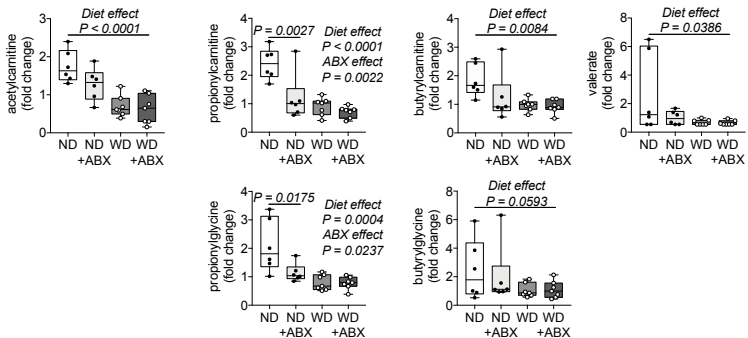 Diet effect
P < 0.0001
acetylcarnitine
(fold change)
3
2
1
0
ND
ND
+ABX
WD
WD
+ABX
P = 0.0027
Diet effect
P < 0.0001
ABX effect
P = 0.0022
propionylcarnitine
(fold change)
4
3
2
1
0
ND
ND
+ABX
WD
WD
+ABX
Diet effect
P = 0.0084
butyrylcarnitine
(fold change)
4
3
2
1
0
ND
ND
+ABX
WD
WD
+ABX
Diet effect
P = 0.0386
valerate
(fold change)
8
6
4
2
0
ND
ND
+ABX
WD
WD
+ABX
P = 0.0175
Diet effect
P = 0.0004
ABX effect
P = 0.0237
propionylglycine
(fold change)
4
3
2
1
0
ND
ND
+ABX
WD
WD
+ABX
Diet effect
P = 0.0593
butyrylglycine
(fold change)
8
6
4
2
0
ND
ND
+ABX
WD
WD
+ABX